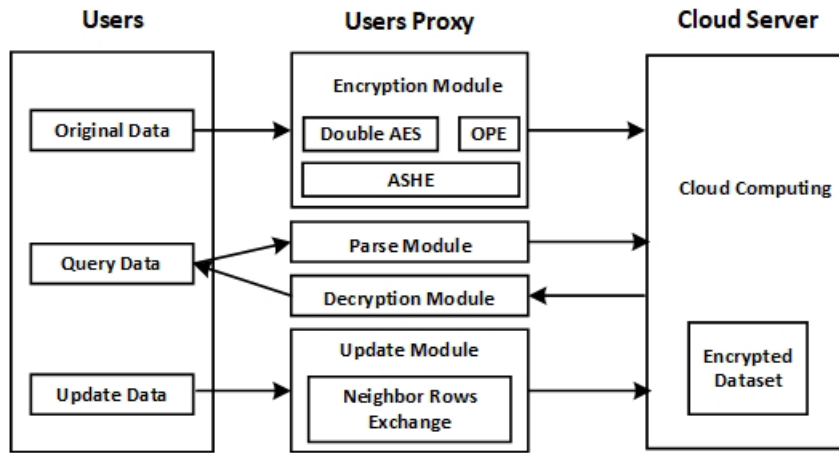 Users
Users Proxy
Cloud Server
Original Data
Query Data
Update Data
Encryption Module
Double AES
OPE
ASHE
Parse Module
Decryption Module
Update Module
Neighbor Rows
Exchange
Cloud Computing
Encrypted
Dataset